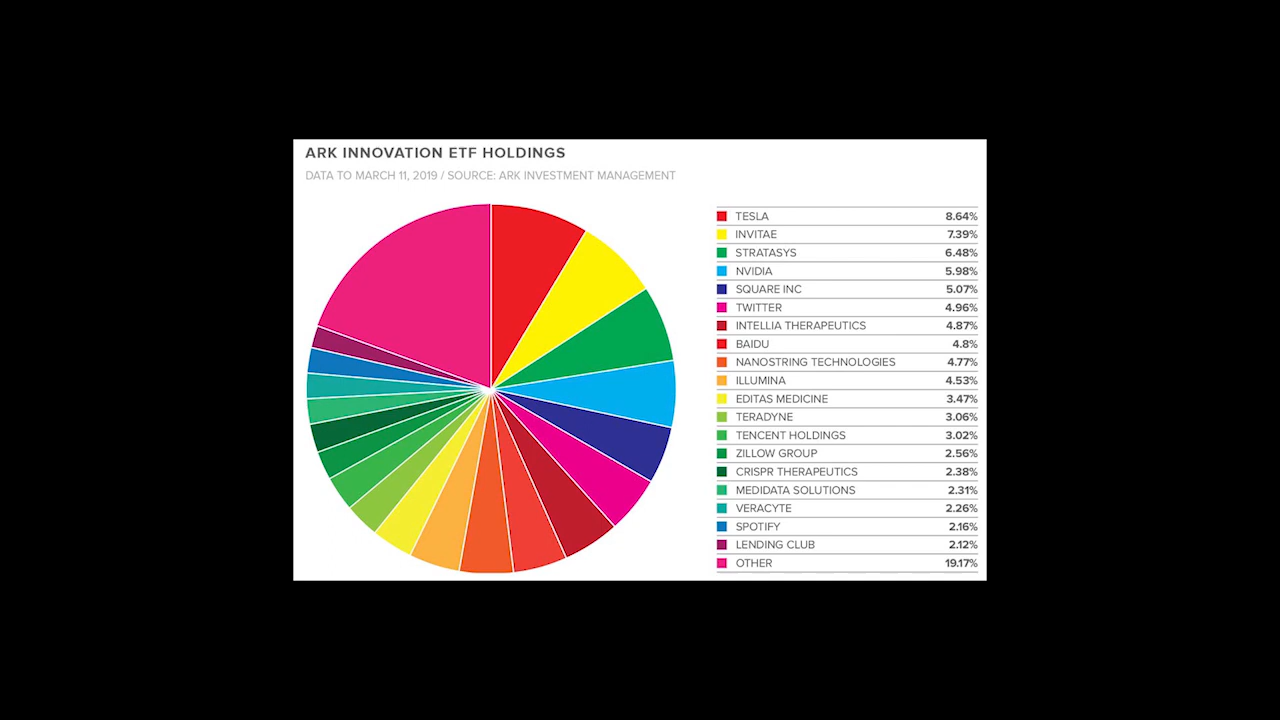 ARK INNOVATION ETF HOLDINGS
DATA TO MARCH 11, 2019 / SOURCE: ARK INVESTMENT MANAGEMENT
TESLA 8.64%
INVITAE 7.39%
STRATASYS 6.48%
NVIDIA 5.98%
SQUARE INC 5.07%
TWITTER 4.96%
INTELLIA THERAPEUTICS 4.87%
BAIDU 4.8%
NANOSTRING TECHNOLOGIES 4.77%
ILLUMINA 4.53%
EDITAS MEDICINE 3.47%
TERADYNE 3.06%
TENCENT HOLDINGS 3.02%
ZILLOW GROUP 2.56%
CRISPR THERAPEUTICS 2.38%
MEDIDATA SOLUTIONS 2.31%
VERACYTE 2.26%
SPOTIFY 2.16%
LENDING CLUB 2.12%
OTHER 19.17%